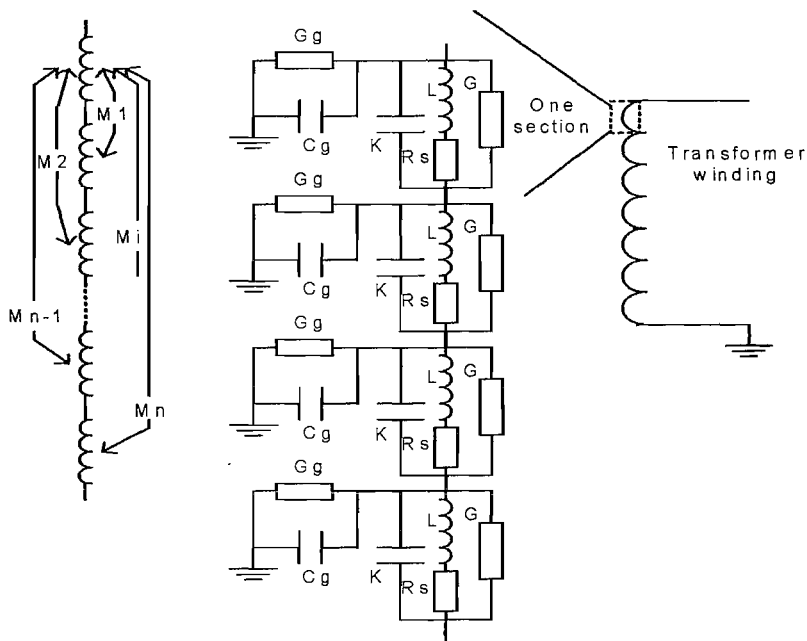 M1
M2
Mi
Mn-1
Mn
Gg
Cg
K
L
Rs
G
Gg
Cg
K
L
Rs
G
Gg
Cg
K
L
Rs
G
Gg
Cg
K
L
Rs
G
One
section
Transformer
winding